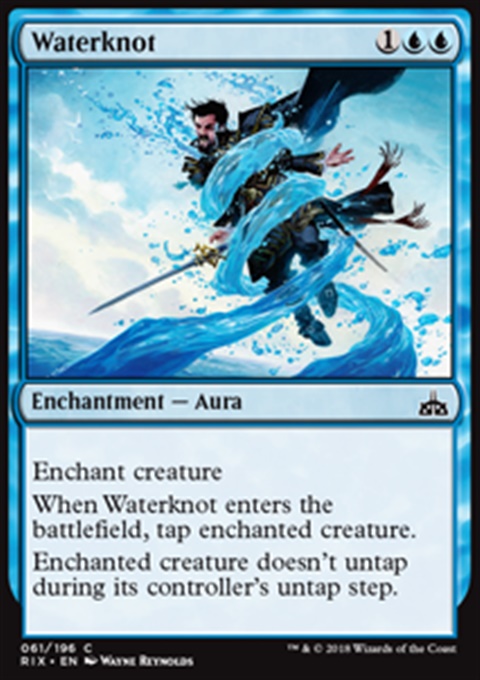 Waterknot 1
Enchantment — Aura
Enchant creature
When Waterknot enters the
battlefield, tap enchanted creature.
Enchanted creature doesn't untap
during its controller's untap step.
061/196 C
RIX • EN Wayne Reynolds
™ & © 2018 Wizards of the Coast